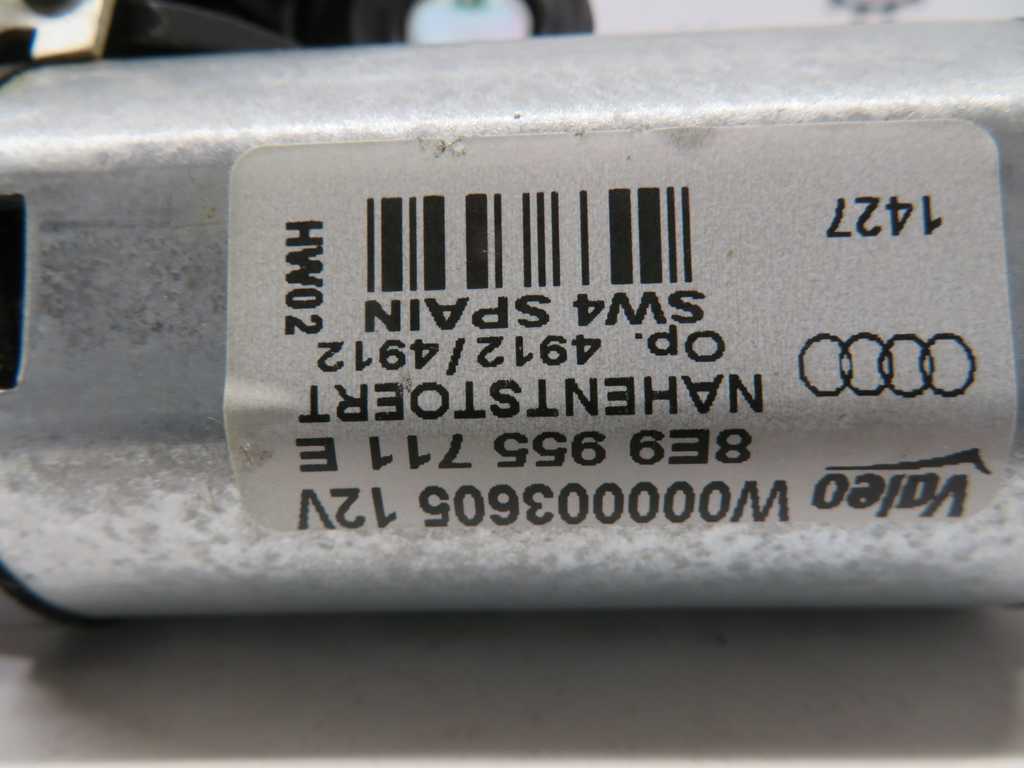 Valeo W000003605 12V
8E9 955 711 E
NAHENTSTOERT
Op. 4912/4912
SW4 SPAIN
HW02
1427